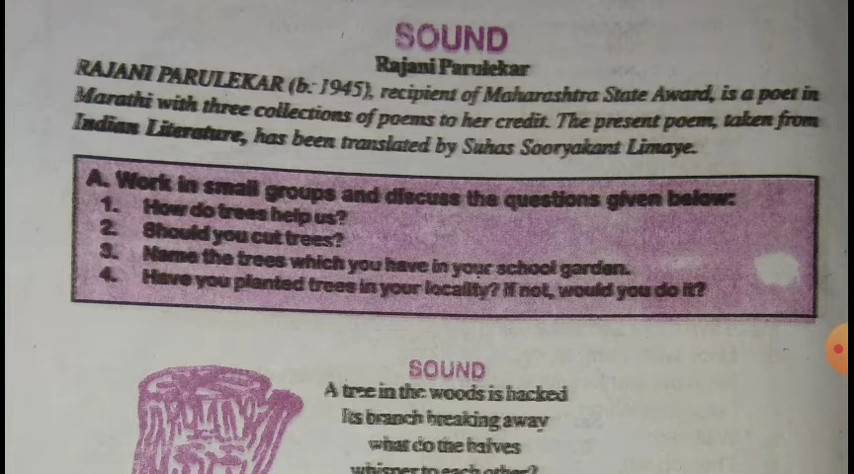 SOUND
Rajani Parulekar
RAJANI PARULEKAR (b. 1945), recipient of Maharashtra State Award, is a poet in
Marathi with three collections of poems to her credit. The present poem, taken from
Indian Literature, has been translated by Suhas Sooryakant Limaye.
A. Work in small groups and discuss the questions given below:
1. How do trees help us?
2. Should you cut trees?
3. Name the trees which you have in your school garden.
4. Have you planted trees in your locality? If not, would you do it?
SOUND
A tree in the woods is hacked
Its branch breaking away
what do the halves
whisper to each other?